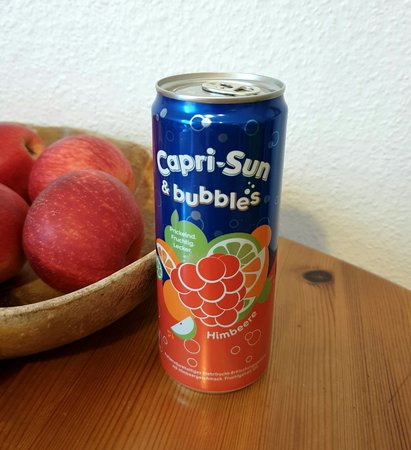 Capri-Sun
& bubbles
Prickelnd.
Fruchtig.
Lecker.
Himbeere